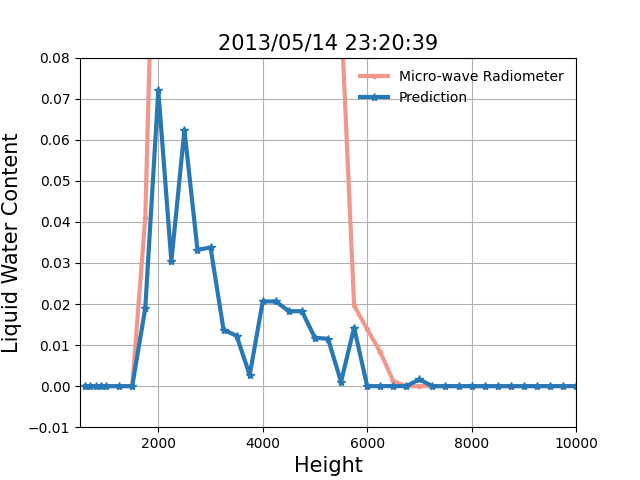 2013/05/14 23:20:39
Micro-wave Radiometer
Prediction
Liquid Water Content
0.08
0.07
0.06
0.05
0.04
0.03
0.02
0.01
0.00
−0.01
2000 4000 6000 8000 10000
Height